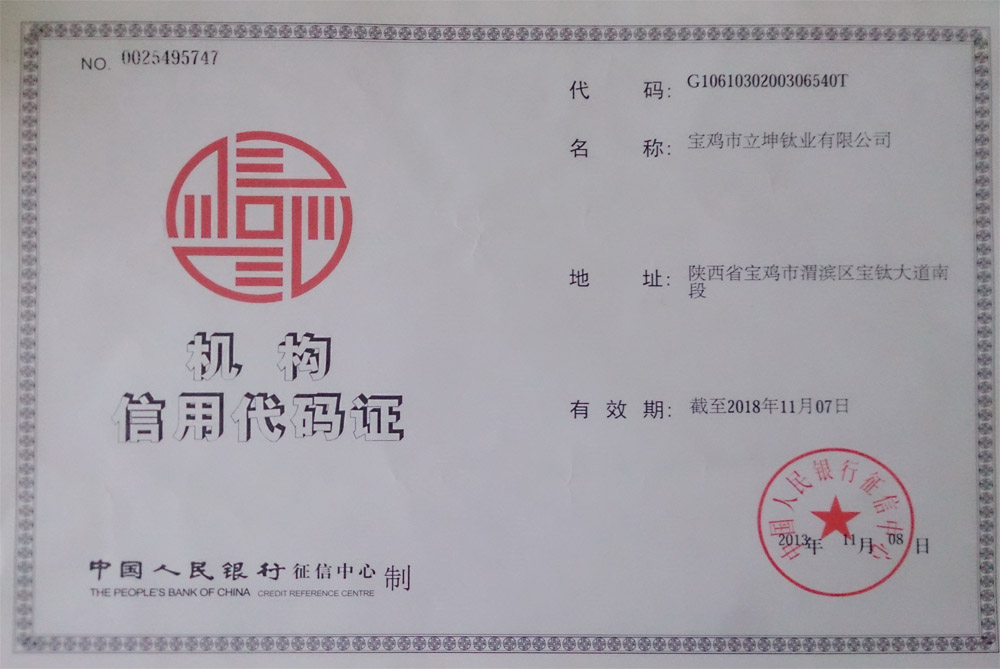 NO. 0025495747
机构
信用代码证
中国人民银行征信中心制
THE PEOPLE'S BANK OF CHINA CREDIT REFERENCE CENTRE
代码：G1061030200306540T
名称：宝鸡市立坤钛业有限公司
地址：陕西省宝鸡市渭滨区宝钛大道南
段
有效期：截至2018年11月07日
中国人民银行征信中心
2013年11月08日